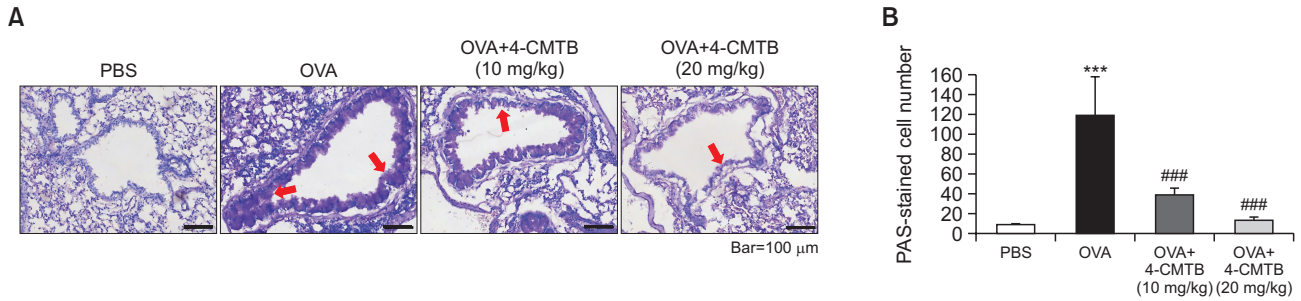 A
PBS
OVA
OVA+4-CMTB
(10 mg/kg)
OVA+4-CMTB
(20 mg/kg)
Bar=100 μm
B
PAS-stained cell number
160
140
120
100
80
60
40
20
0
***
###
###
PBS
OVA
OVA+
4-CMTB
(10 mg/kg)
OVA+
4-CMTB
(20 mg/kg)